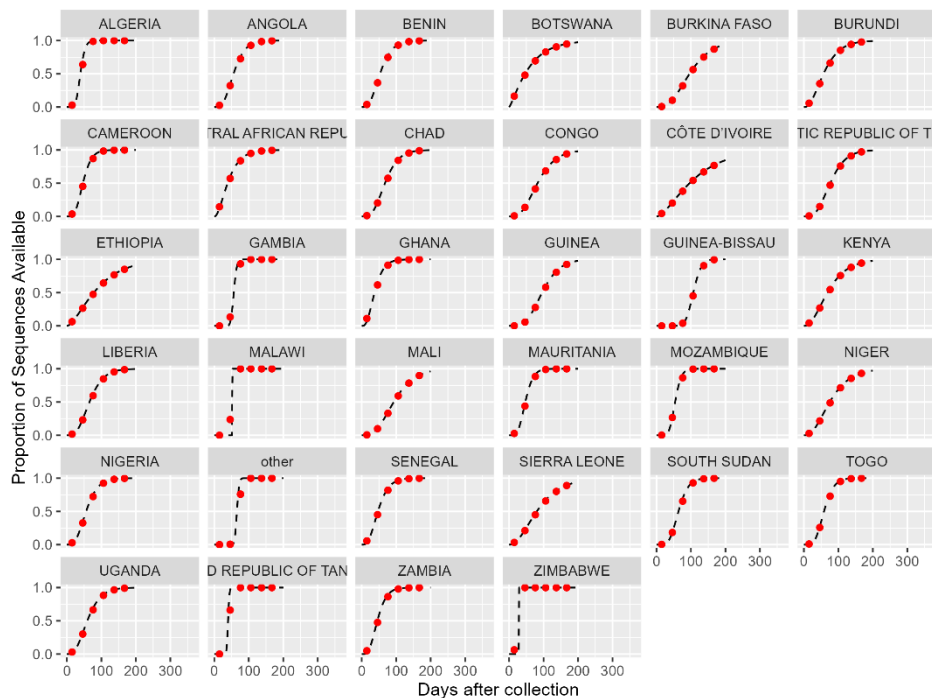 ALGERIA ANGOLA BENIN BOTSWANA BURKINA FASO BURUNDI
1.0
0.5
0.0
CAMEROON TRAL AFRICAN REPU CHAD CONGO CÔTE D'IVOIRE TIC REPUBLIC OF T
1.0
0.5
0.0
ETHIOPIA GAMBIA GHANA GUINEA GUINEA-BISSAU KENYA
1.0
0.5
0.0
LIBERIA MALAWI MALI MAURITANIA MOZAMBIQUE NIGER
1.0
0.5
0.0
NIGERIA other SENEGAL SIERRA LEONE SOUTH SUDAN TOGO
1.0
0.5
0.0
0 100 200 300 0 100 200 300
UGANDA D REPUBLIC OF TAN ZAMBIA ZIMBABWE
1.0
0.5
0.0
0 100 200 300 0 100 200 300 0 100 200 300 0 100 200 300
Days after collection
Proportion of Sequences Available